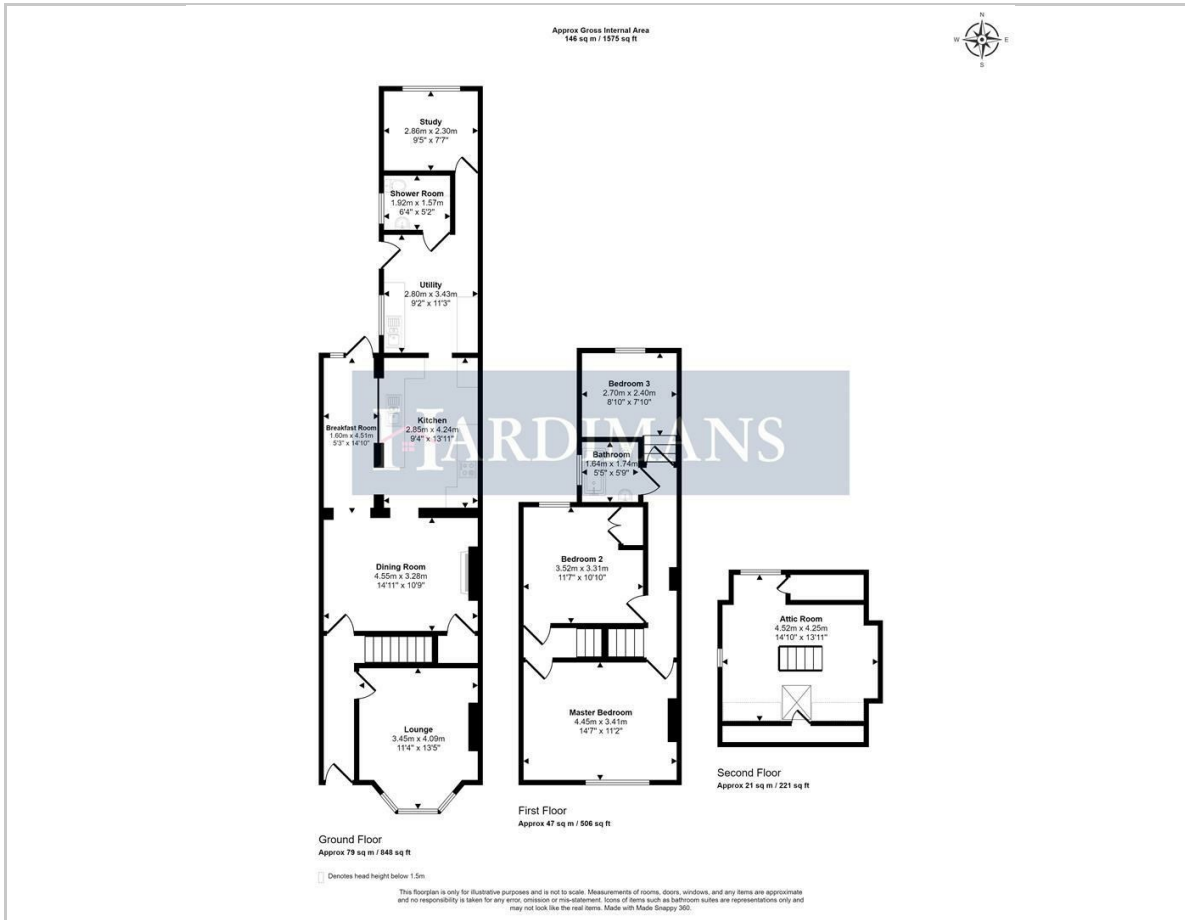 Approx Gross Internal Area
146 sq m / 1575 sq ft
N
W
E
S
Study
2.86m x 2.30m
9'5" x 7'7"
Shower Room
1.92m x 1.57m
6'4" x 5'2"
Utility
2.80m x 3.43m
9'2" x 11'3"
Breakfast Room
1.60m x 4.51m
5'3" x 14'10"
Kitchen
2.85m x 4.24m
9'4" x 13'11"
HARDIMANS
Dining Room
4.55m x 3.28m
14'11" x 10'9"
Lounge
3.45m x 4.09m
11'4" x 13'5"
Ground Floor
Approx 79 sq m / 848 sq ft
Bedroom 3
2.70m x 2.40m
8'10" x 7'10"
Bathroom
1.64m x 1.74m
5'5" x 5'9"
Bedroom 2
3.52m x 3.31m
11'7" x 10'10"
Master Bedroom
4.45m x 3.41m
14'7" x 11'2"
First Floor
Approx 47 sq m / 506 sq ft
Attic Room
4.52m x 4.25m
14'10" x 13'11"
Second Floor
Approx 21 sq m / 221 sq ft
Denotes head height below 1.5m
This floorplan is only for illustrative purposes and is not to scale. Measurements of rooms, doors, windows, and any items are approximate
and no responsibility is taken for any error, omission or mis-statement. Icons of items such as bathroom suites are representations only and
may not look like the real items. Made with Made Snappy 360.